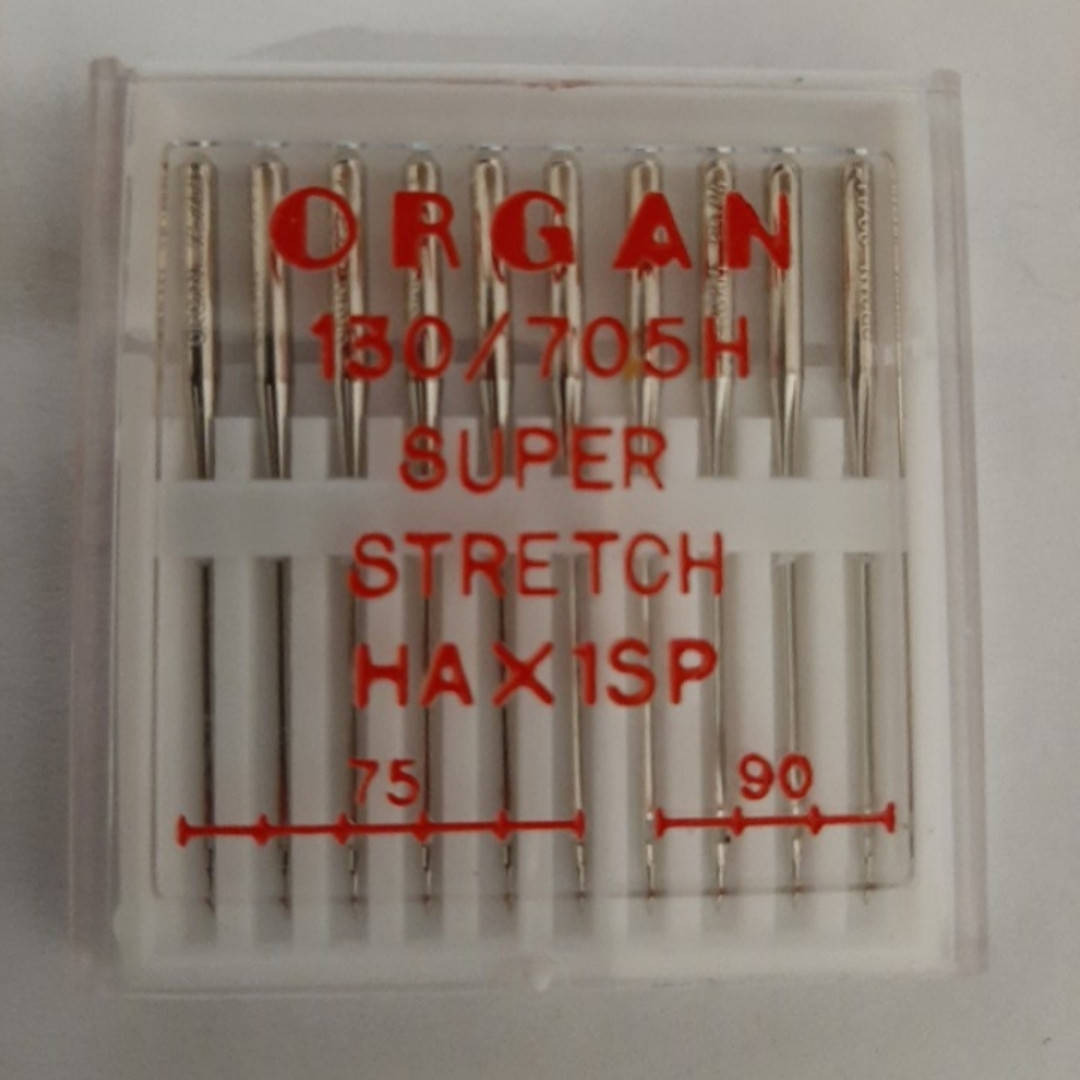 ORGAN
130/705H
SUPER
STRETCH
HAX1SP
75 90